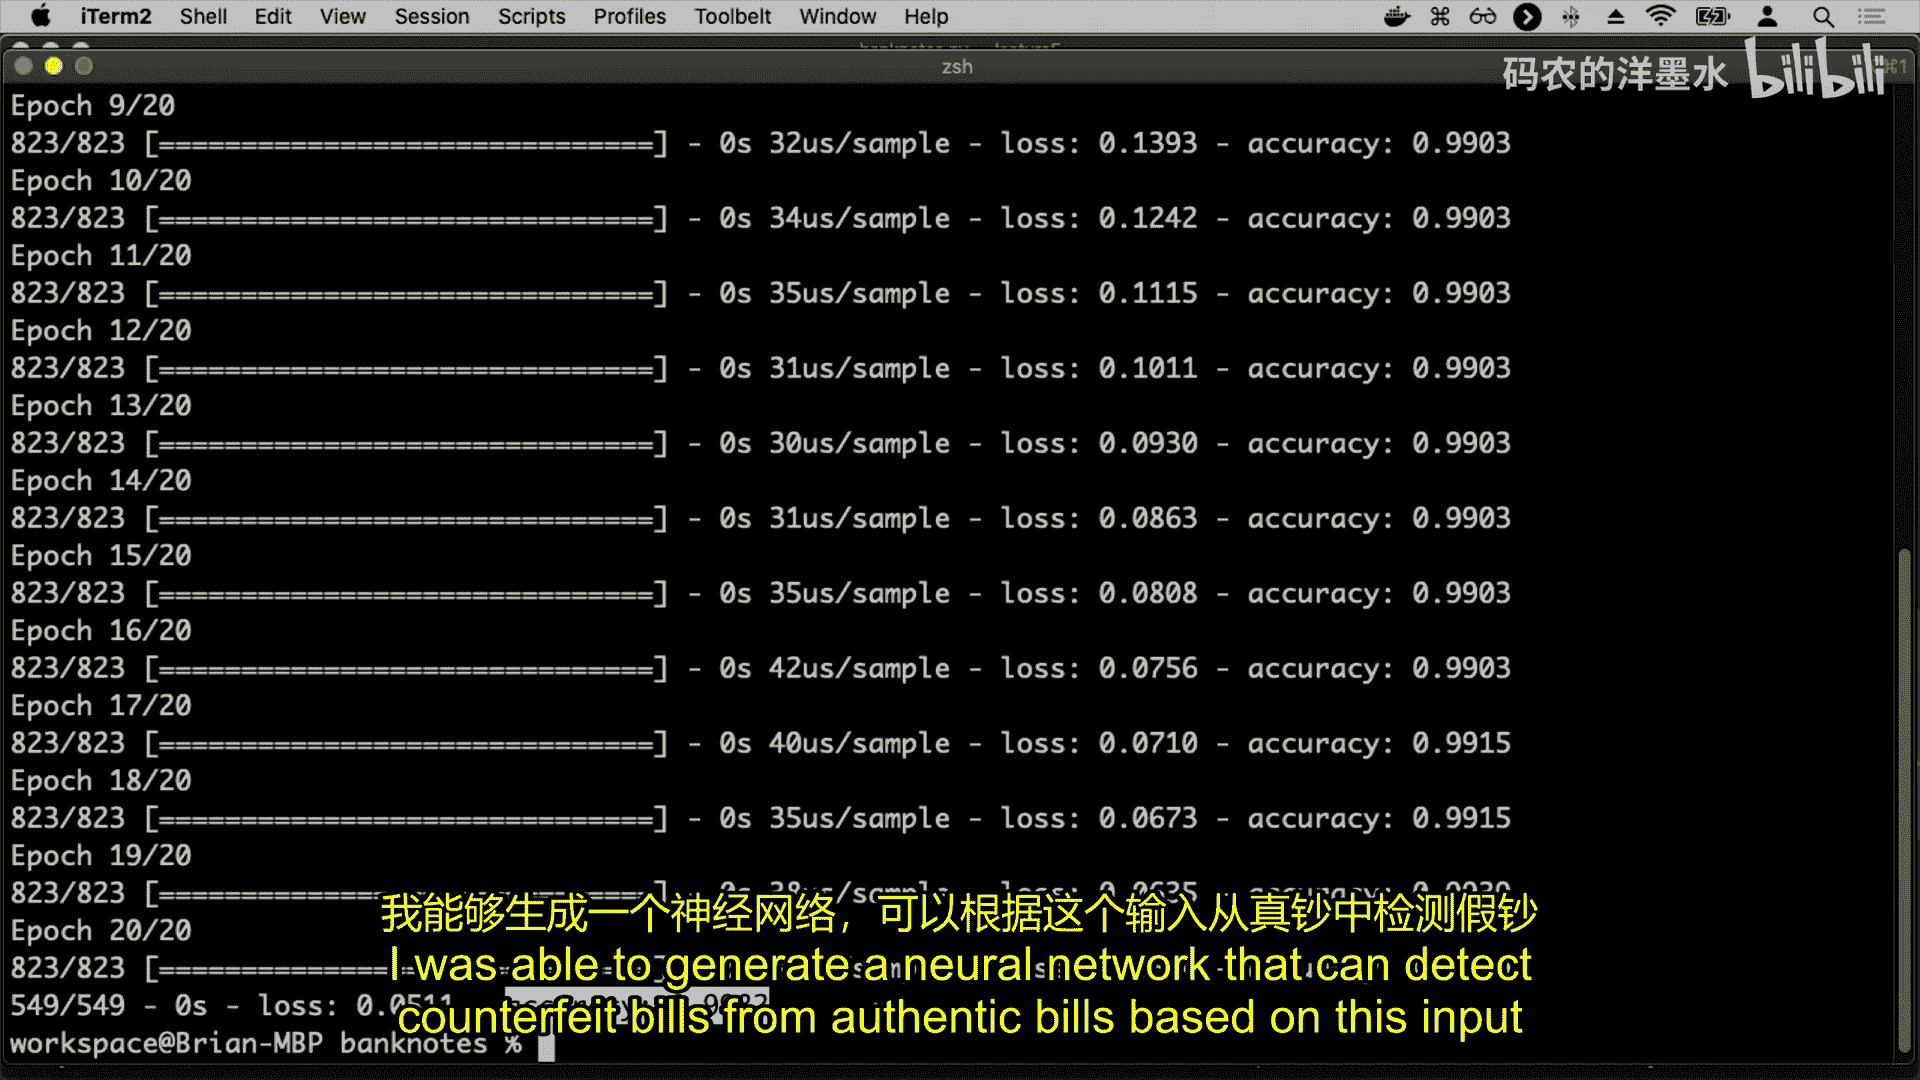 iTerm2 Shell Edit View Session Scripts Profiles Toolbelt Window Help
zsh
码农的洋墨水 bilibili
⌘1
Epoch 9/20
823/823 [==============================] - 0s 32us/sample - loss: 0.1393 - accuracy: 0.9903
Epoch 10/20
823/823 [==============================] - 0s 34us/sample - loss: 0.1242 - accuracy: 0.9903
Epoch 11/20
823/823 [==============================] - 0s 35us/sample - loss: 0.1115 - accuracy: 0.9903
Epoch 12/20
823/823 [==============================] - 0s 31us/sample - loss: 0.1011 - accuracy: 0.9903
Epoch 13/20
823/823 [==============================] - 0s 30us/sample - loss: 0.0930 - accuracy: 0.9903
Epoch 14/20
823/823 [==============================] - 0s 31us/sample - loss: 0.0863 - accuracy: 0.9903
Epoch 15/20
823/823 [==============================] - 0s 35us/sample - loss: 0.0808 - accuracy: 0.9903
Epoch 16/20
823/823 [==============================] - 0s 42us/sample - loss: 0.0756 - accuracy: 0.9903
Epoch 17/20
823/823 [==============================] - 0s 40us/sample - loss: 0.0710 - accuracy: 0.9915
Epoch 18/20
823/823 [==============================] - 0s 35us/sample - loss: 0.0673 - accuracy: 0.9915
Epoch 19/20
823/823 [
我能够生成一个神经网络，可以根据这个输入从真钞中检测假钞
Epoch 20/20
823/823 [
I was able to generate a neural network that can detect
549/549 - 0s - loss:
counterfeit bills from authentic bills based on this input
workspace@Brian-MBP banknotes %